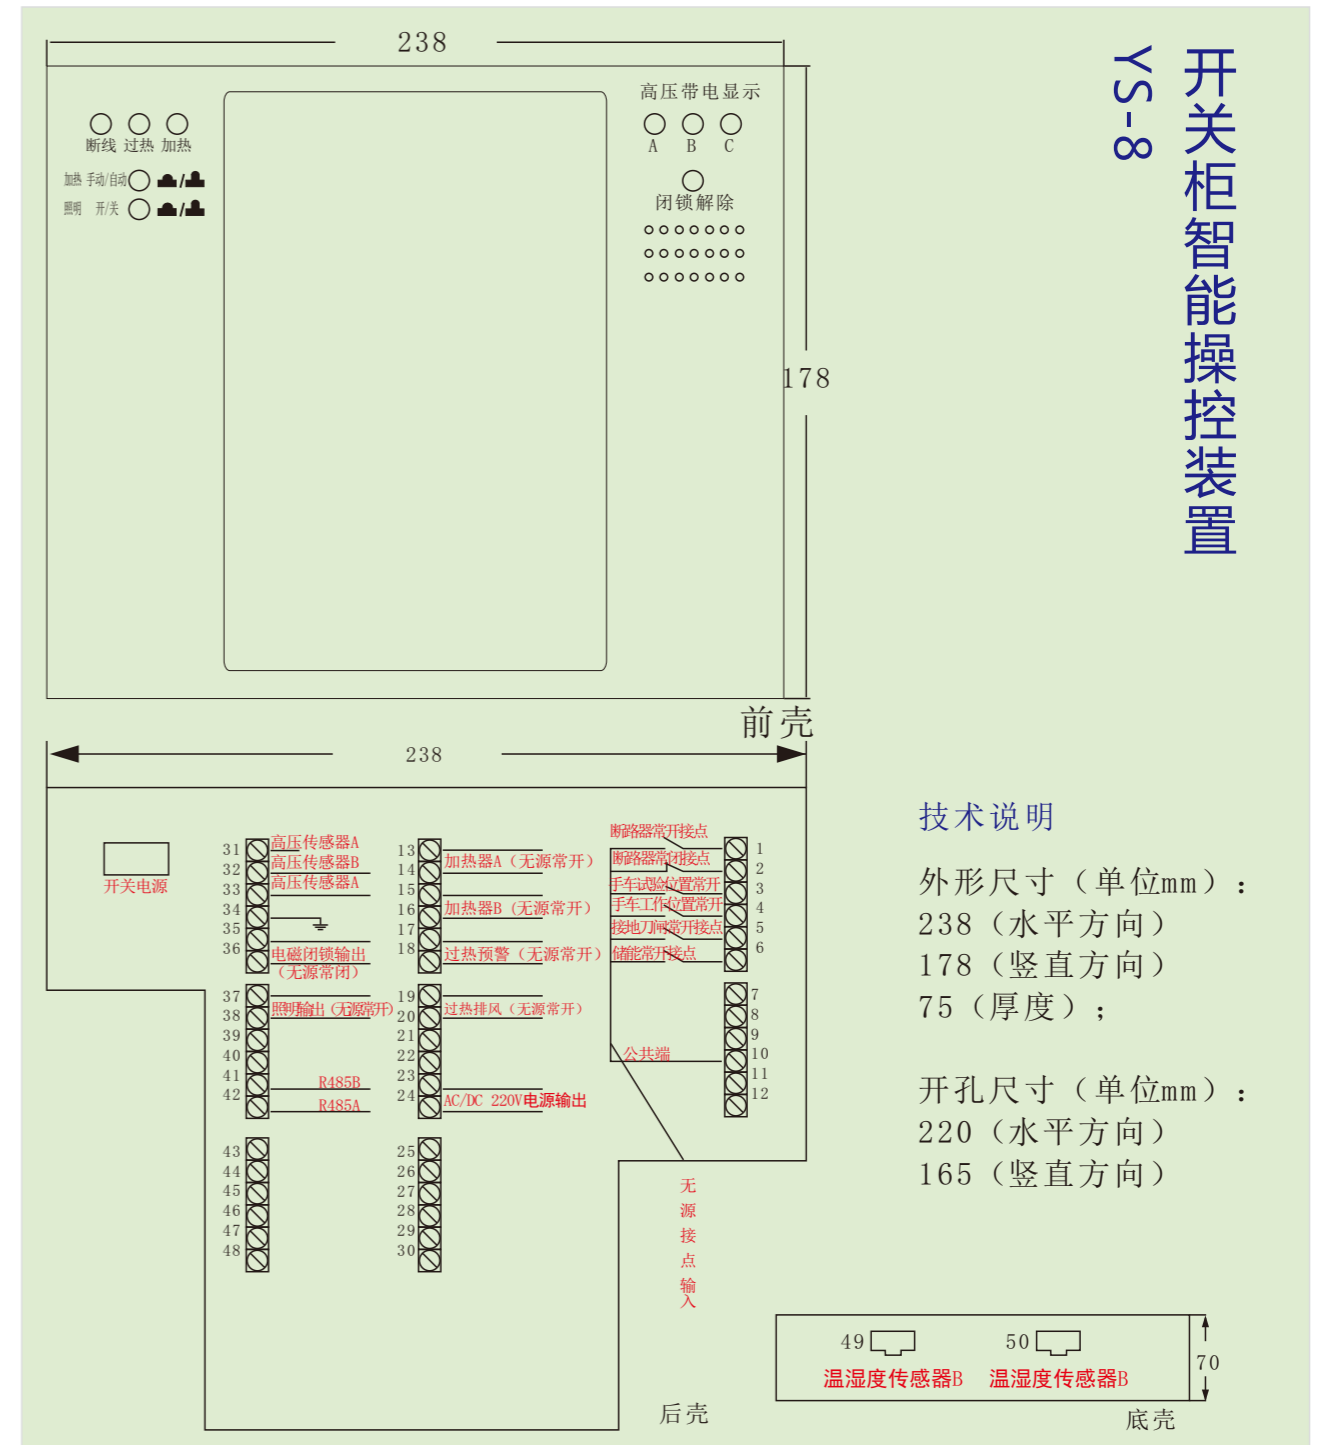 238
开关柜智能操控装置
YS-8
高压带电显示
断线 过热 加热
A B C
加热 手动/自动 /
照明 开/关 /
闭锁解除
178
前壳
238
技术说明
外形尺寸（单位mm）：
238（水平方向）
178（竖直方向）
75（厚度）；
开孔尺寸（单位mm）：
220（水平方向）
165（竖直方向）
开关电源
31 高压传感器A
32 高压传感器B
33 高压传感器A
34
35
36 电磁闭锁输出
（无源常闭）
37
38 照明输出（无源常开）
39
40
41 R485B
42 R485A
43
44
45
46
47
48
13 加热器A（无源常开）
14
15
16 加热器B（无源常开）
17
18 过热预警（无源常开）
19
20 过热排风（无源常开）
21
22
23
24 AC/DC 220V电源输出
25
26
27
28
29
30
断路器常开接点 1
断路器常闭接点 2
手车试验位置常开 3
手车工作位置常开 4
接地刀闸常开接点 5
储能常开接点 6
7
8
9
公共端 10
11
12
无源接点输入
后壳
49 50
温湿度传感器B 温湿度传感器B
70
底壳